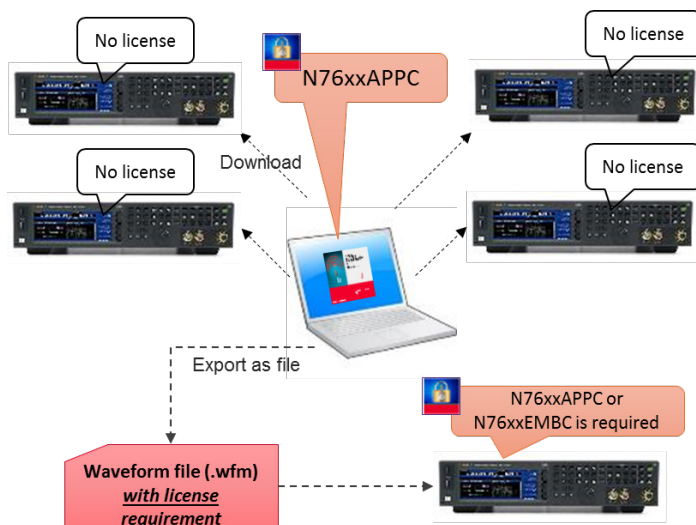 No license
No license
N76xxAPPC
Download
No license
No license
Export as file
N76xxAPPC or
N76xxEMBC is required
Waveform file (.wfm)
with license
requirement